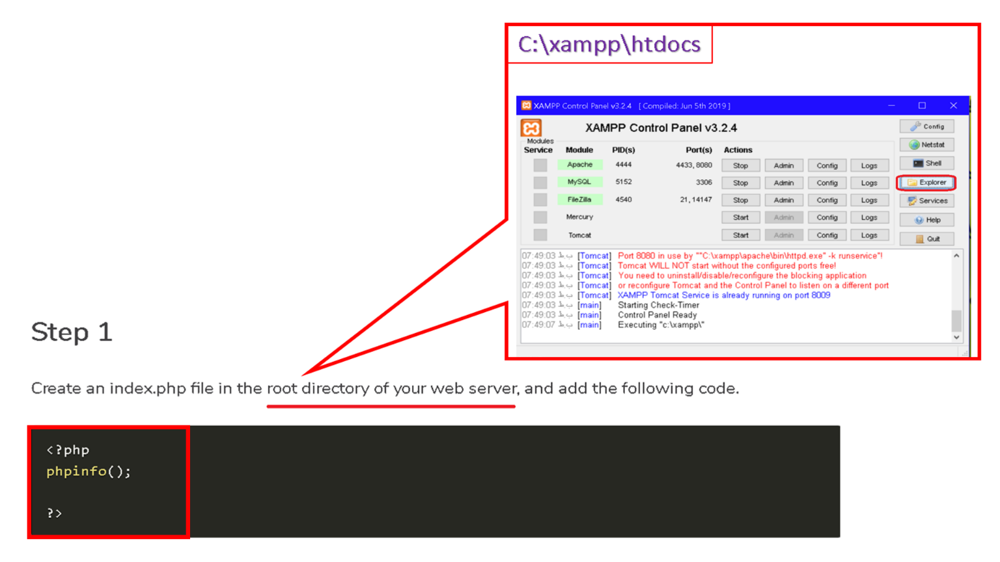 C:\xampp\htdocs
XAMPP Control Panel v3.2.4 [ Compiled: Jun 5th 2019 ]
XAMPP Control Panel v3.2.4
Config
Modules
Service Module PID(s) Port(s) Actions
Netstat
Apache 4444 4433, 8080 Stop Admin Config Logs
Shell
MySQL 5152 3306 Stop Admin Config Logs
Explorer
FileZilla 4540 21, 14147 Stop Admin Config Logs
Services
Mercury Start Admin Config Logs
Help
Tomcat Start Admin Config Logs
Quit
07:49:03 ب.ظ [Tomcat] Port 8080 in use by ""C:\xampp\apache\bin\httpd.exe" -k runservice"!
07:49:03 ب.ظ [Tomcat] Tomcat WILL NOT start without the configured ports free!
07:49:03 ب.ظ [Tomcat] You need to uninstall/disable/reconfigure the blocking application
07:49:03 ب.ظ [Tomcat] or reconfigure Tomcat and the Control Panel to listen on a different port
07:49:03 ب.ظ [Tomcat] XAMPP Tomcat Service is already running on port 8009
07:49:03 ب.ظ [main] Starting Check-Timer
07:49:03 ب.ظ [main] Control Panel Ready
07:49:07 ب.ظ [main] Executing "c:\xampp\"
Step 1
Create an index.php file in the root directory of your web server, and add the following code.
<?php
phpinfo();
?>